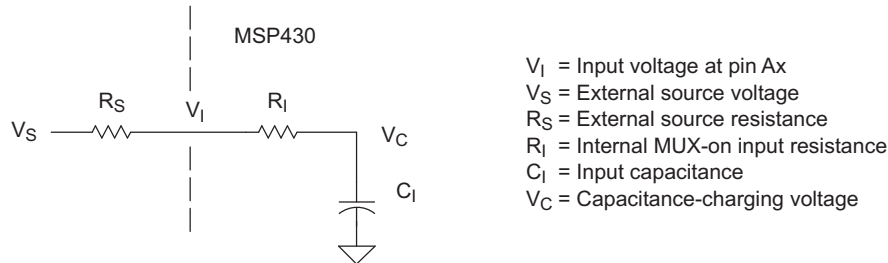 MSP430
R_S
V_I
R_I
V_S
V_C
C_I
V_I = Input voltage at pin Ax
V_S = External source voltage
R_S = External source resistance
R_I = Internal MUX-on input resistance
C_I = Input capacitance
V_C = Capacitance-charging voltage